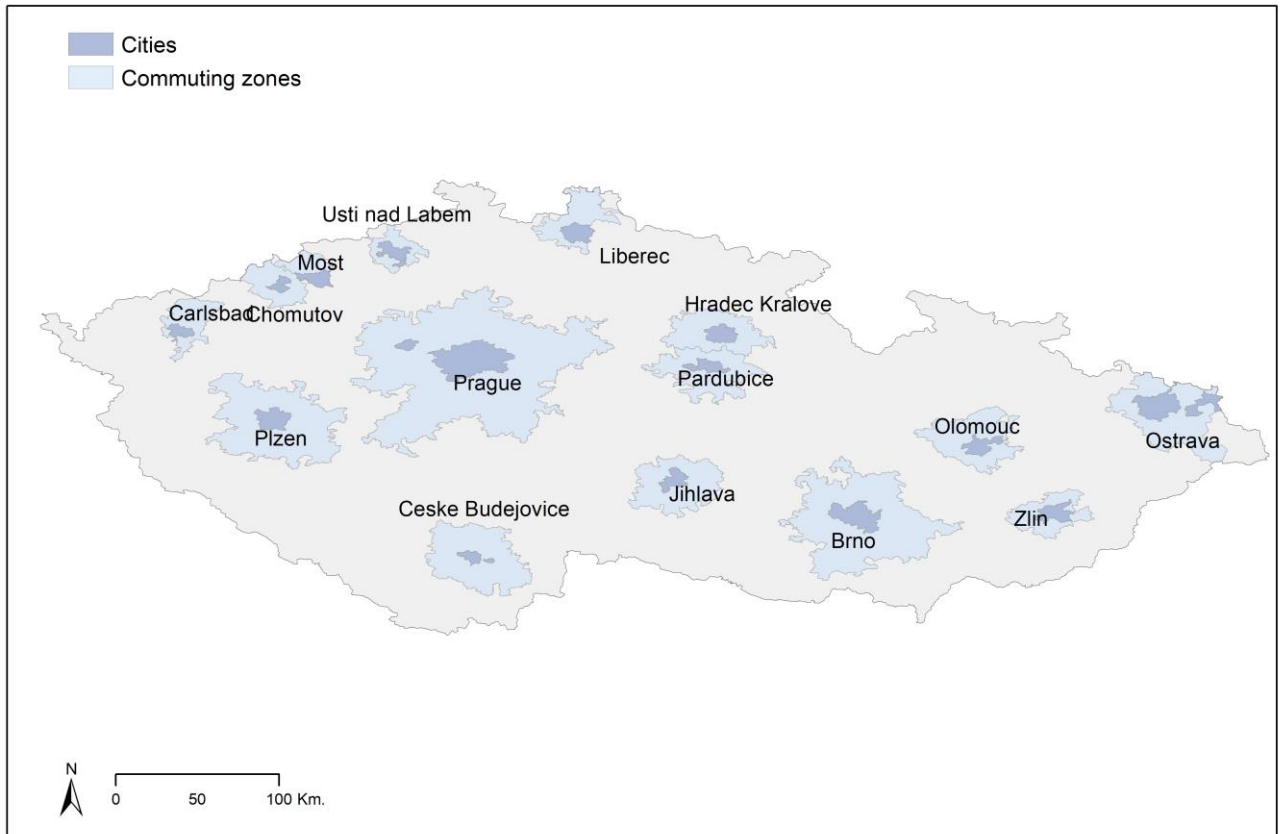 Cities
Commuting zones
Usti nad Labem
Most
Liberec
Carlsbad
Chomutov
Hradec Kralove
Prague
Pardubice
Plzen
Olomouc
Ostrava
Jihlava
Ceske Budejovice
Zlin
Brno
N
0 50 100 Km.